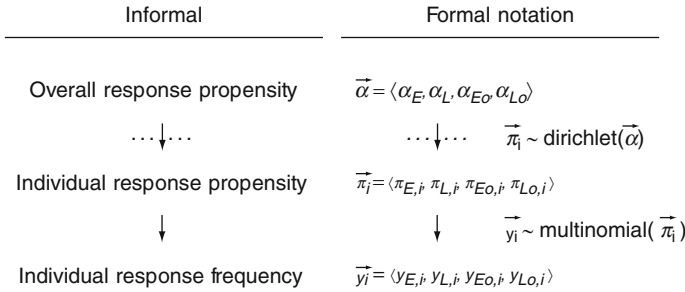 Informal Formal notation
Overall response propensity α⃗ = ⟨α_E, α_L, α_Eo, α_Lo⟩
... ... ... ... π⃗_i ~ dirichlet(α⃗)
Individual response propensity π⃗_i = ⟨π_E,i, π_L,i, π_Eo,i, π_Lo,i⟩
y⃗_i ~ multinomial( π⃗_i )
Individual response frequency y⃗_i = ⟨y_E,i, y_L,i, y_Eo,i, y_Lo,i⟩